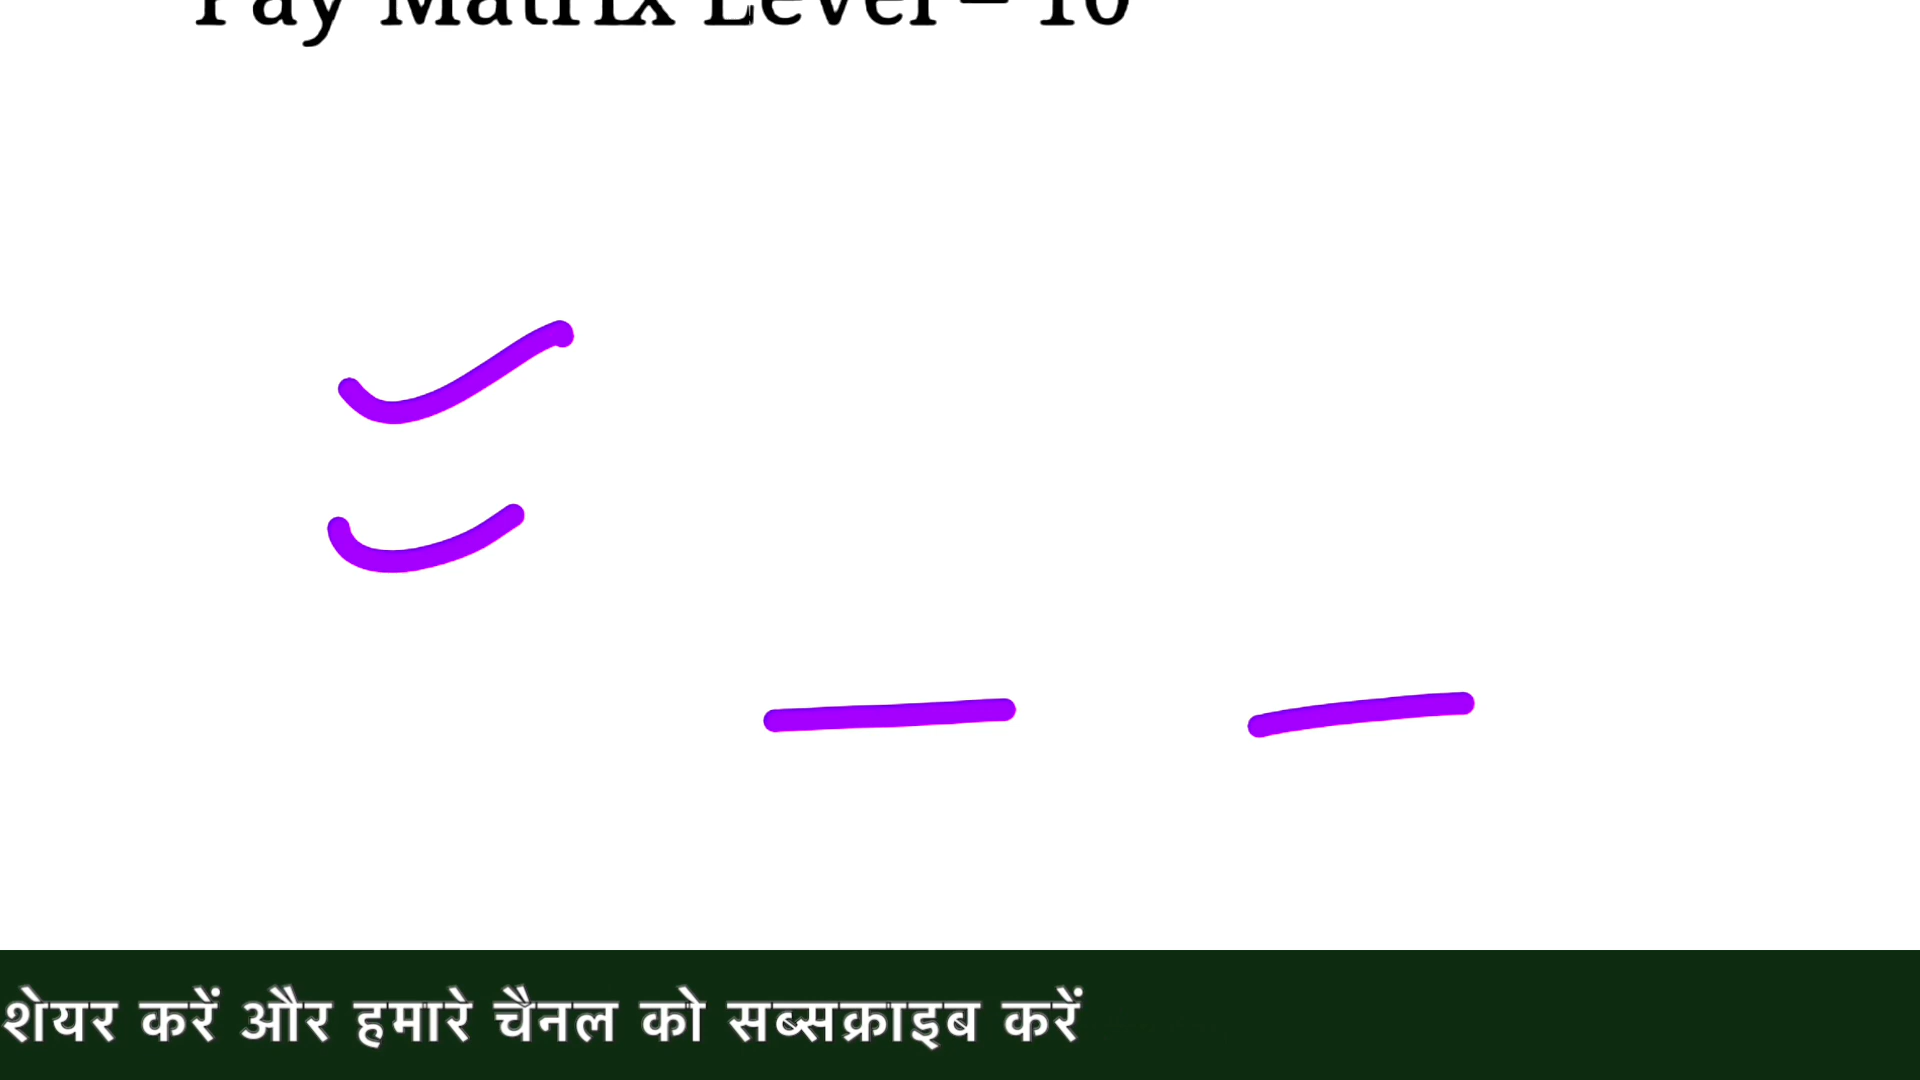 Pay Matrix Level – 10
शेयर करें और हमारे चैनल को सब्सक्राइब करें